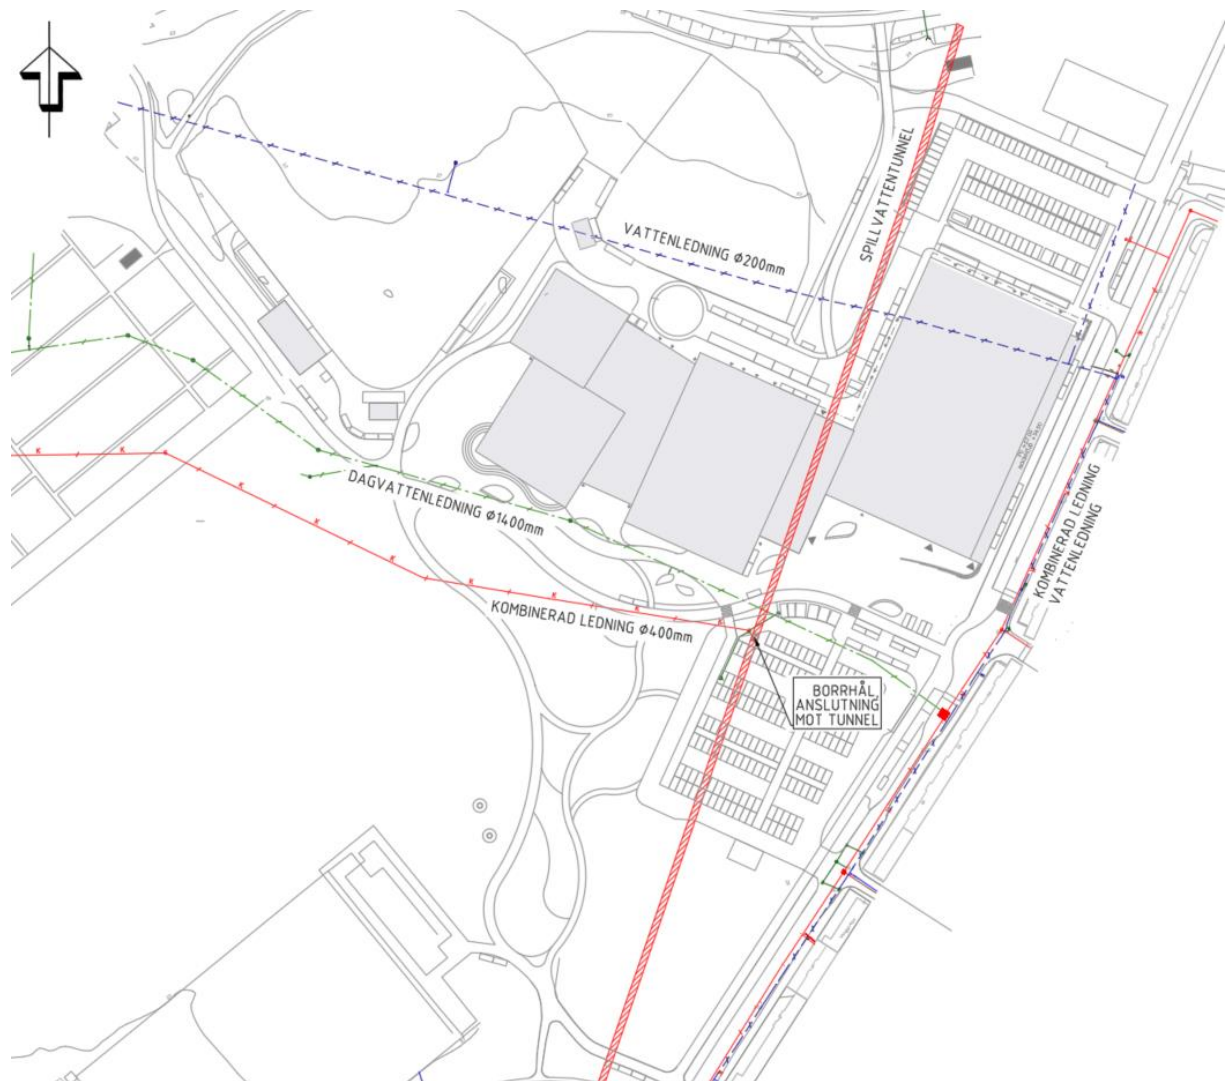 SPILLVATTENTUNNEL
VATTENLEDNING Ø200mm
DAGVATTENLEDNING Ø1400mm
KOMBINERAD LEDNING
VATTENLEDNING
K
K
K
K
K
K
K
K
KOMBINERAD LEDNING Ø400mm
BORRHÅL,
ANSLUTNING
MOT TUNNEL